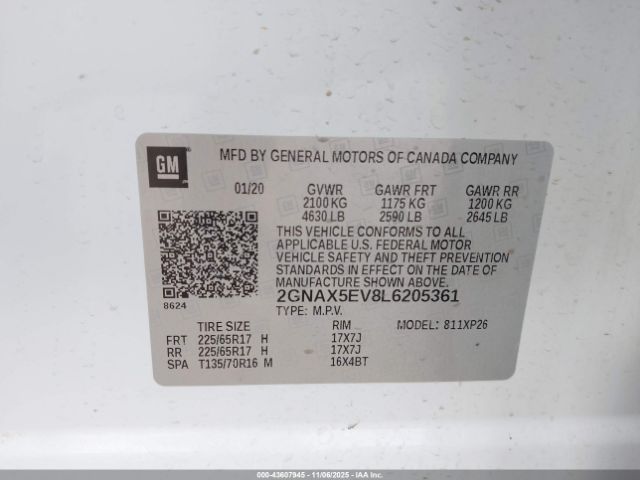 GM
MFD BY GENERAL MOTORS OF CANADA COMPANY
01/20 GVWR GAWR FRT GAWR RR
2100 KG 1175 KG 1200 KG
4630 LB 2590 LB 2645 LB
THIS VEHICLE CONFORMS TO ALL
APPLICABLE U.S. FEDERAL MOTOR
VEHICLE SAFETY AND THEFT PREVENTION
STANDARDS IN EFFECT ON THE DATE OF
MANUFACTURE SHOWN ABOVE.
8624
2GNAX5EV8L6205361
TYPE: M.P.V.
TIRE SIZE RIM MODEL: 811XP26
FRT 225/65R17 H 17X7J
RR 225/65R17 H 17X7J
SPA T135/70R16 M 16X4BT
000-43607945 - 11/06/2025 - IAAI.COM